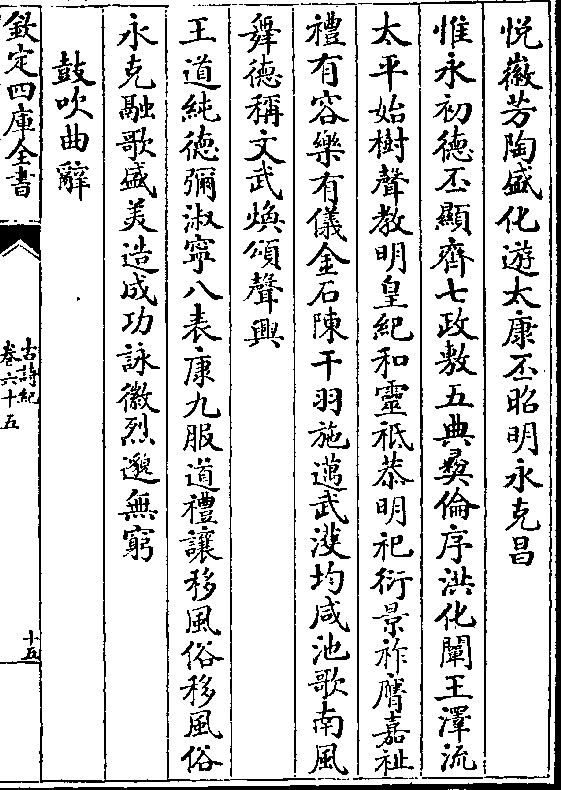 悦徽芳陶盛化遊太康丕昭明永克昌
惟永初德丕顯齊七政敷五典彛倫序洪化闡王澤流
太平始樹聲教明皇紀和靈祇恭明祀衍景祚膺嘉祉
禮有容樂有儀金石陳干羽施邁武濩均咸池歌南風
舜德稱文武煥頌聲興
王道純德彌淑寧八表康九服道禮讓移風俗移風俗
永克融歌盛美造成功詠徽烈邈無窮
鼓吹曲辭
欽定四庫全書
古詩紀
卷六十五
十五